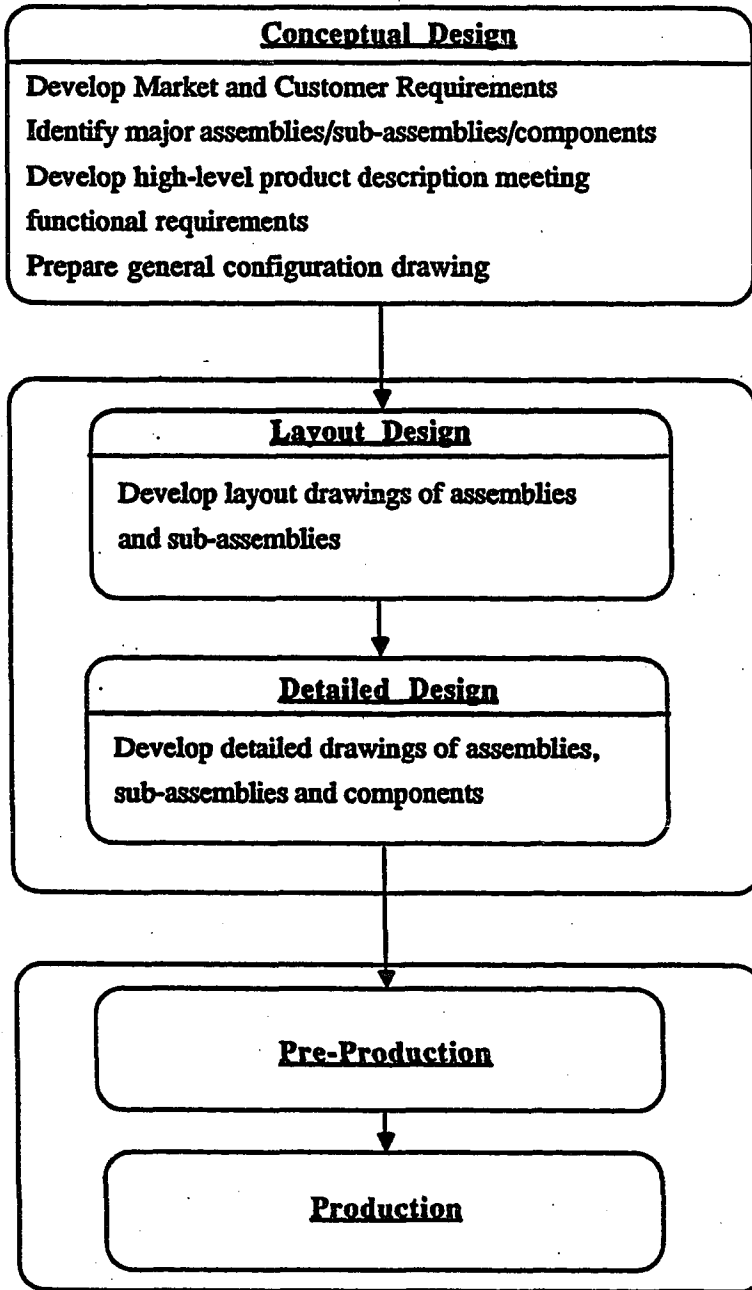 Conceptual Design
Develop Market and Customer Requirements
Identify major assemblies/sub-assemblies/components
Develop high-level product description meeting
functional requirements
Prepare general configuration drawing
Layout Design
Develop layout drawings of assemblies
and sub-assemblies
Detailed Design
Develop detailed drawings of assemblies,
sub-assemblies and components
Pre-Production
Production